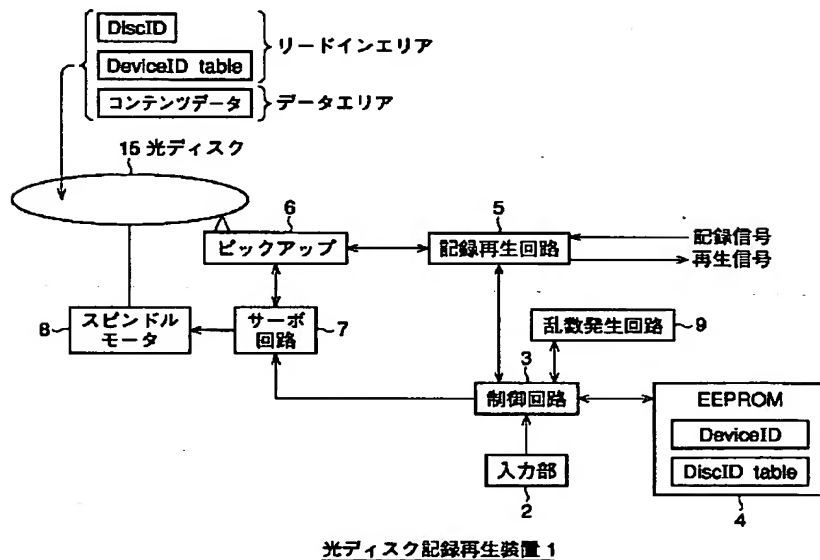 DiscID
DeviceID table
リードインエリア
コンテンツデータ
データエリア
15 光ディスク
6
ピックアップ
5
記録再生回路
記録信号
再生信号
8
スピンドル
モータ
サーボ
回路
7
乱数発生回路
9
3
制御回路
EEPROM
DeviceID
DiscID table
4
入力部
2
光ディスク記録再生装置 1